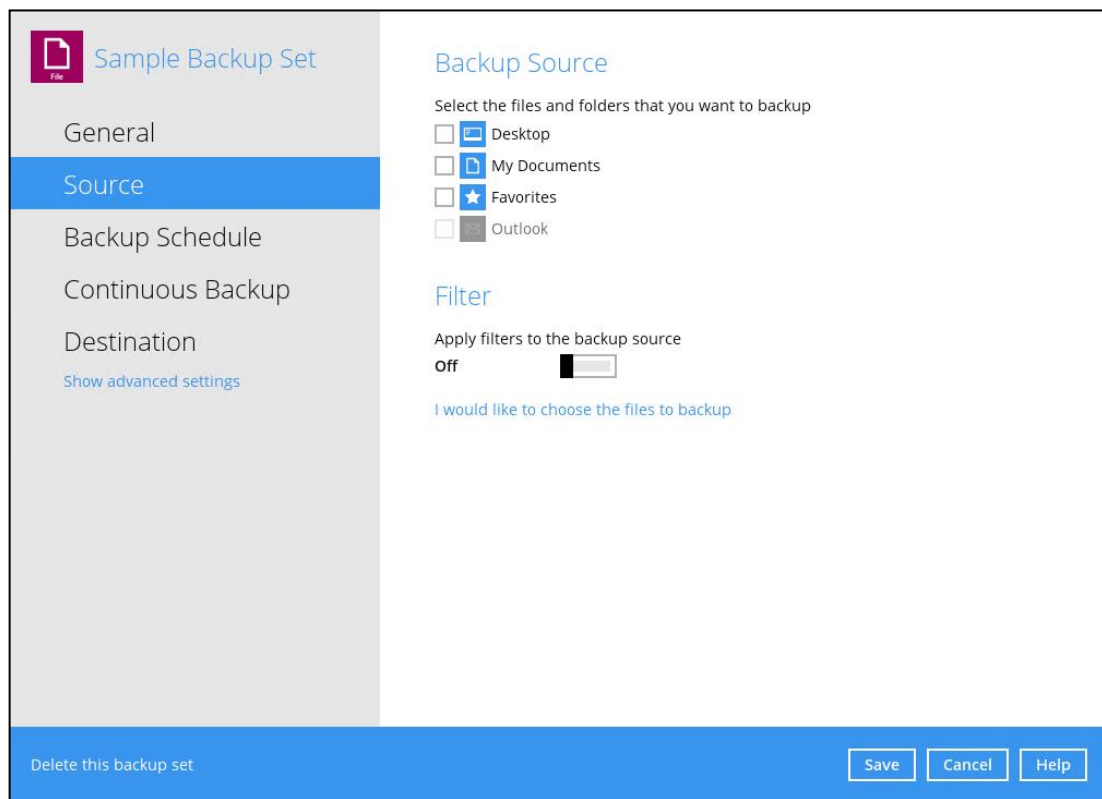 File
Sample Backup Set
General
Source
Backup Schedule
Continuous Backup
Destination
Show advanced settings
Backup Source
Select the files and folders that you want to backup
Desktop
My Documents
Favorites
Outlook
Filter
Apply filters to the backup source
Off
I would like to choose the files to backup
Delete this backup set
Save
Cancel
Help